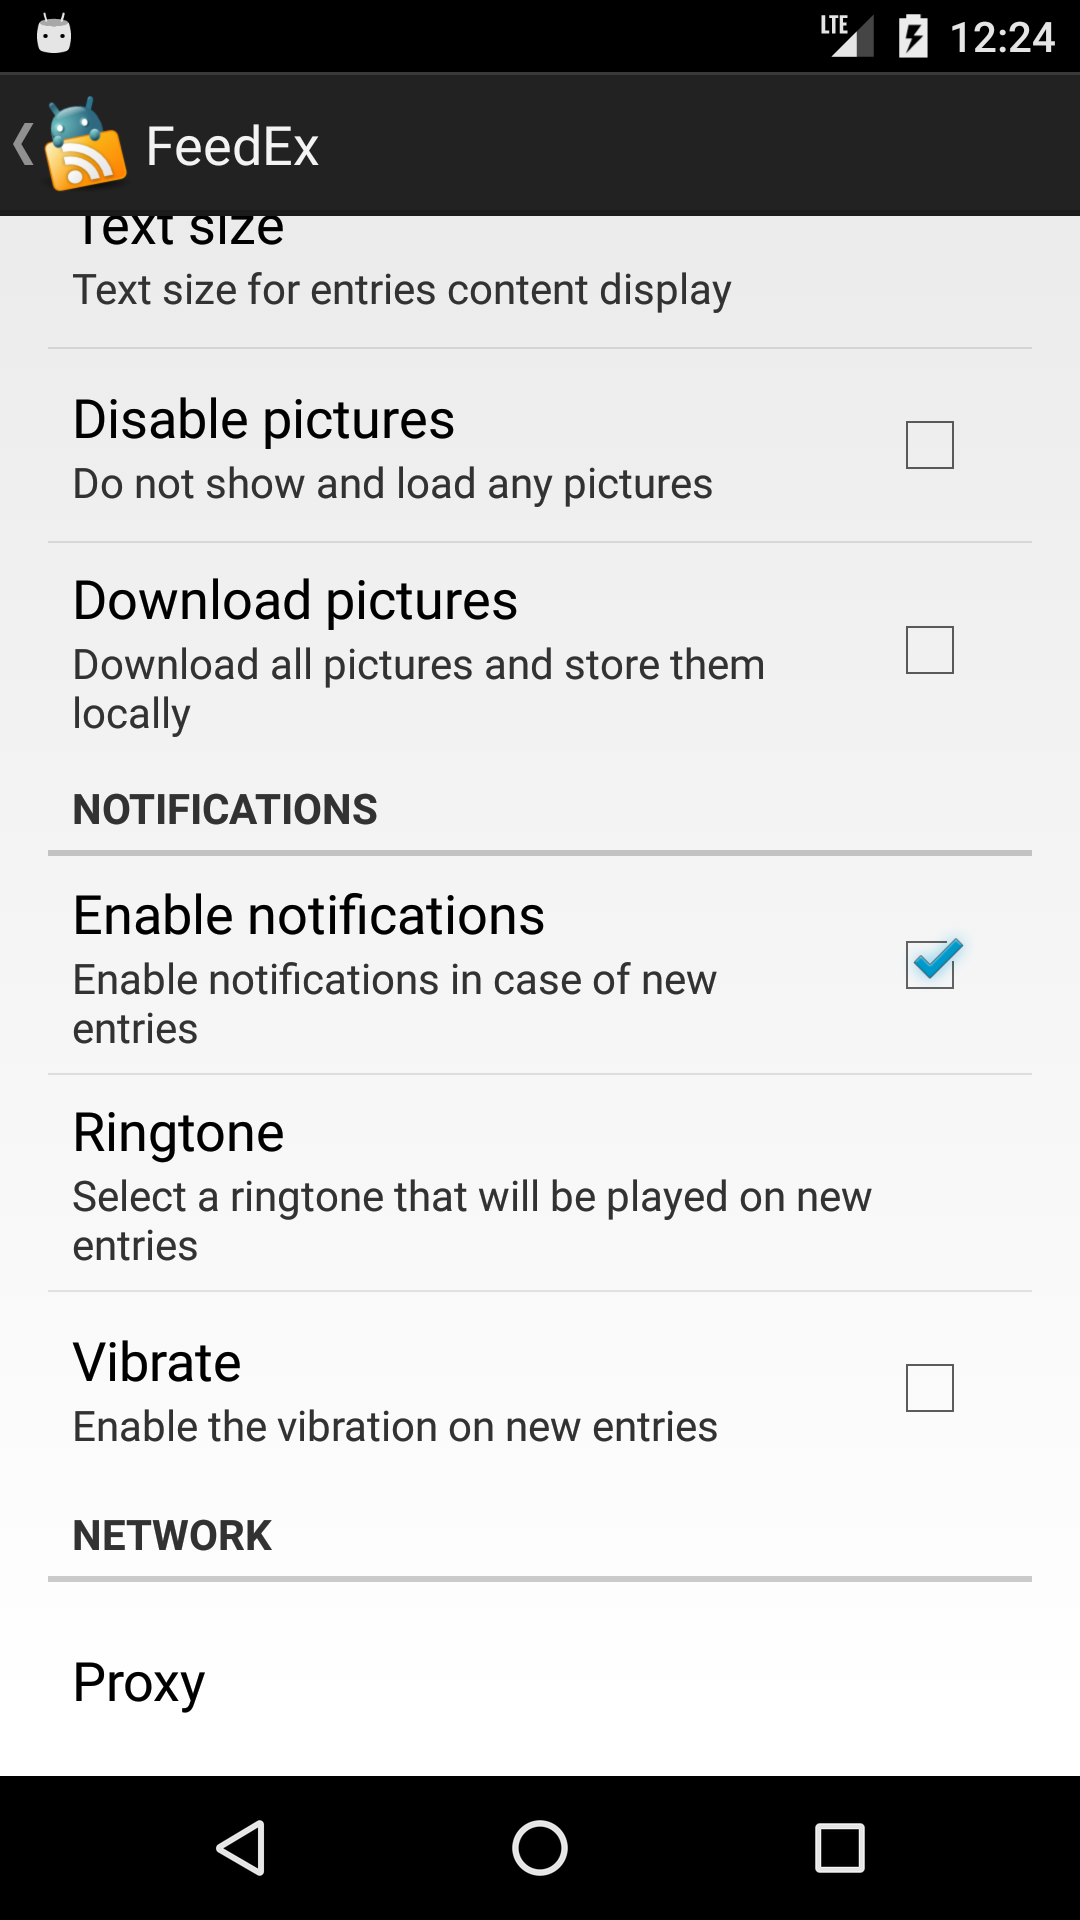 LTE 12:24
FeedEx
Text size
Text size for entries content display
Disable pictures
Do not show and load any pictures
Download pictures
Download all pictures and store them
locally
NOTIFICATIONS
Enable notifications
Enable notifications in case of new
entries
Ringtone
Select a ringtone that will be played on new
entries
Vibrate
Enable the vibration on new entries
NETWORK
Proxy